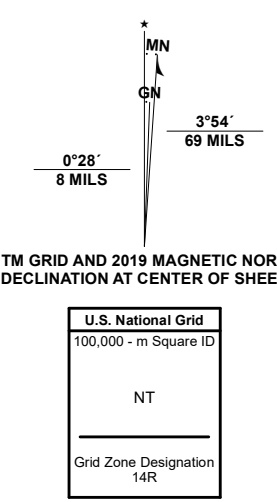 ★
MN
GN
3°54´
69 MILS
0°28´
8 MILS
TM GRID AND 2019 MAGNETIC NOR
DECLINATION AT CENTER OF SHEE
U.S. National Grid
100,000 - m Square ID
NT
Grid Zone Designation
14R